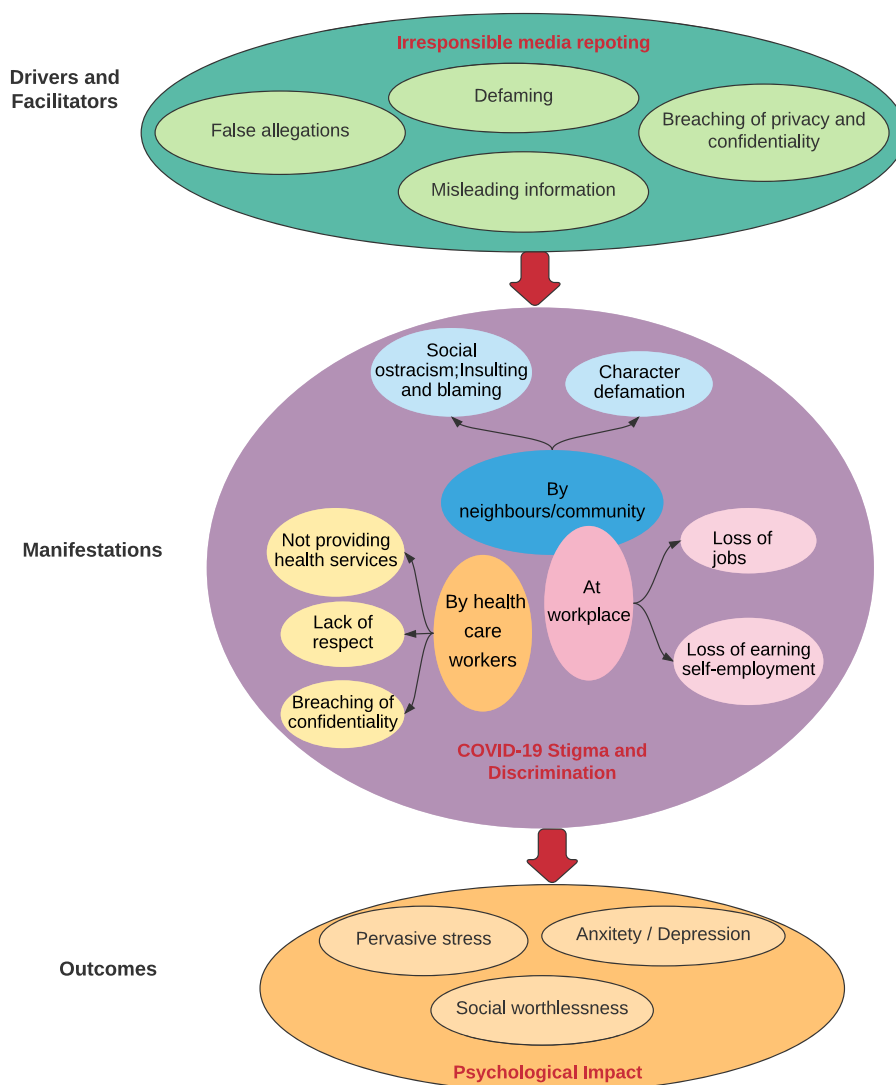 Irresponsible media repoting
Drivers and
Facilitators
Defaming
False allegations
Breaching of privacy and
confidentiality
Misleading information
Social
ostracism;Insulting
and blaming
Character
defamation
By
neighbours/community
Manifestations
Not providing
health services
Lack of
respect
Breaching of
confidentiality
By health
care
workers
At
workplace
Loss of
jobs
Loss of earning
self-employment
COVID-19 Stigma and
Discrimination
Outcomes
Pervasive stress
Anxitety / Depression
Social worthlessness
Psychological Impact